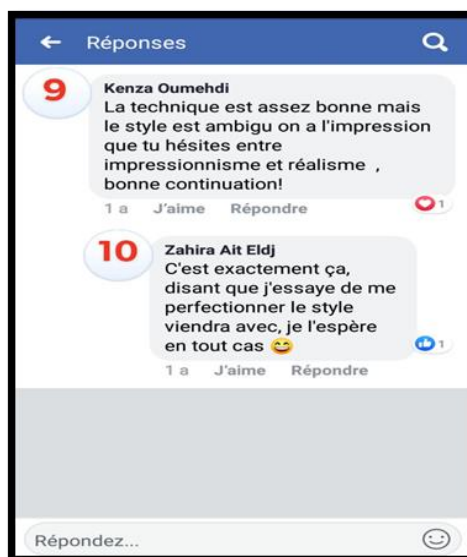 Réponses
9
Kenza Oumehdi
La technique est assez bonne mais
le style est ambigu on a l'impression
que tu hésites entre
impressionnisme et réalisme ,
bonne continuation!
1 a J'aime Répondre 1
10
Zahira Ait Eldj
C'est exactement ça,
disant que j'essaye de me
perfectionner le style
viendra avec, je l'espère
en tout cas 😄
1
1 a J'aime Répondre
Répondez...